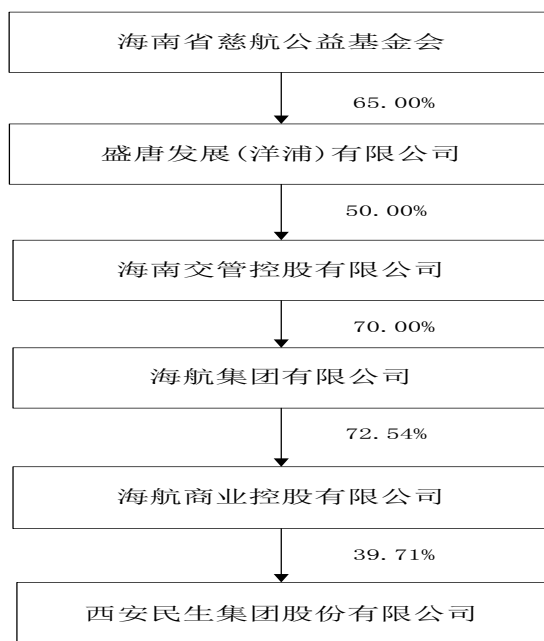 海南省慈航公益基金会
65.00%
盛唐发展(洋浦)有限公司
50.00%
海南交管控股有限公司
70.00%
海航集团有限公司
72.54%
海航商业控股有限公司
39.71%
西安民生集团股份有限公司